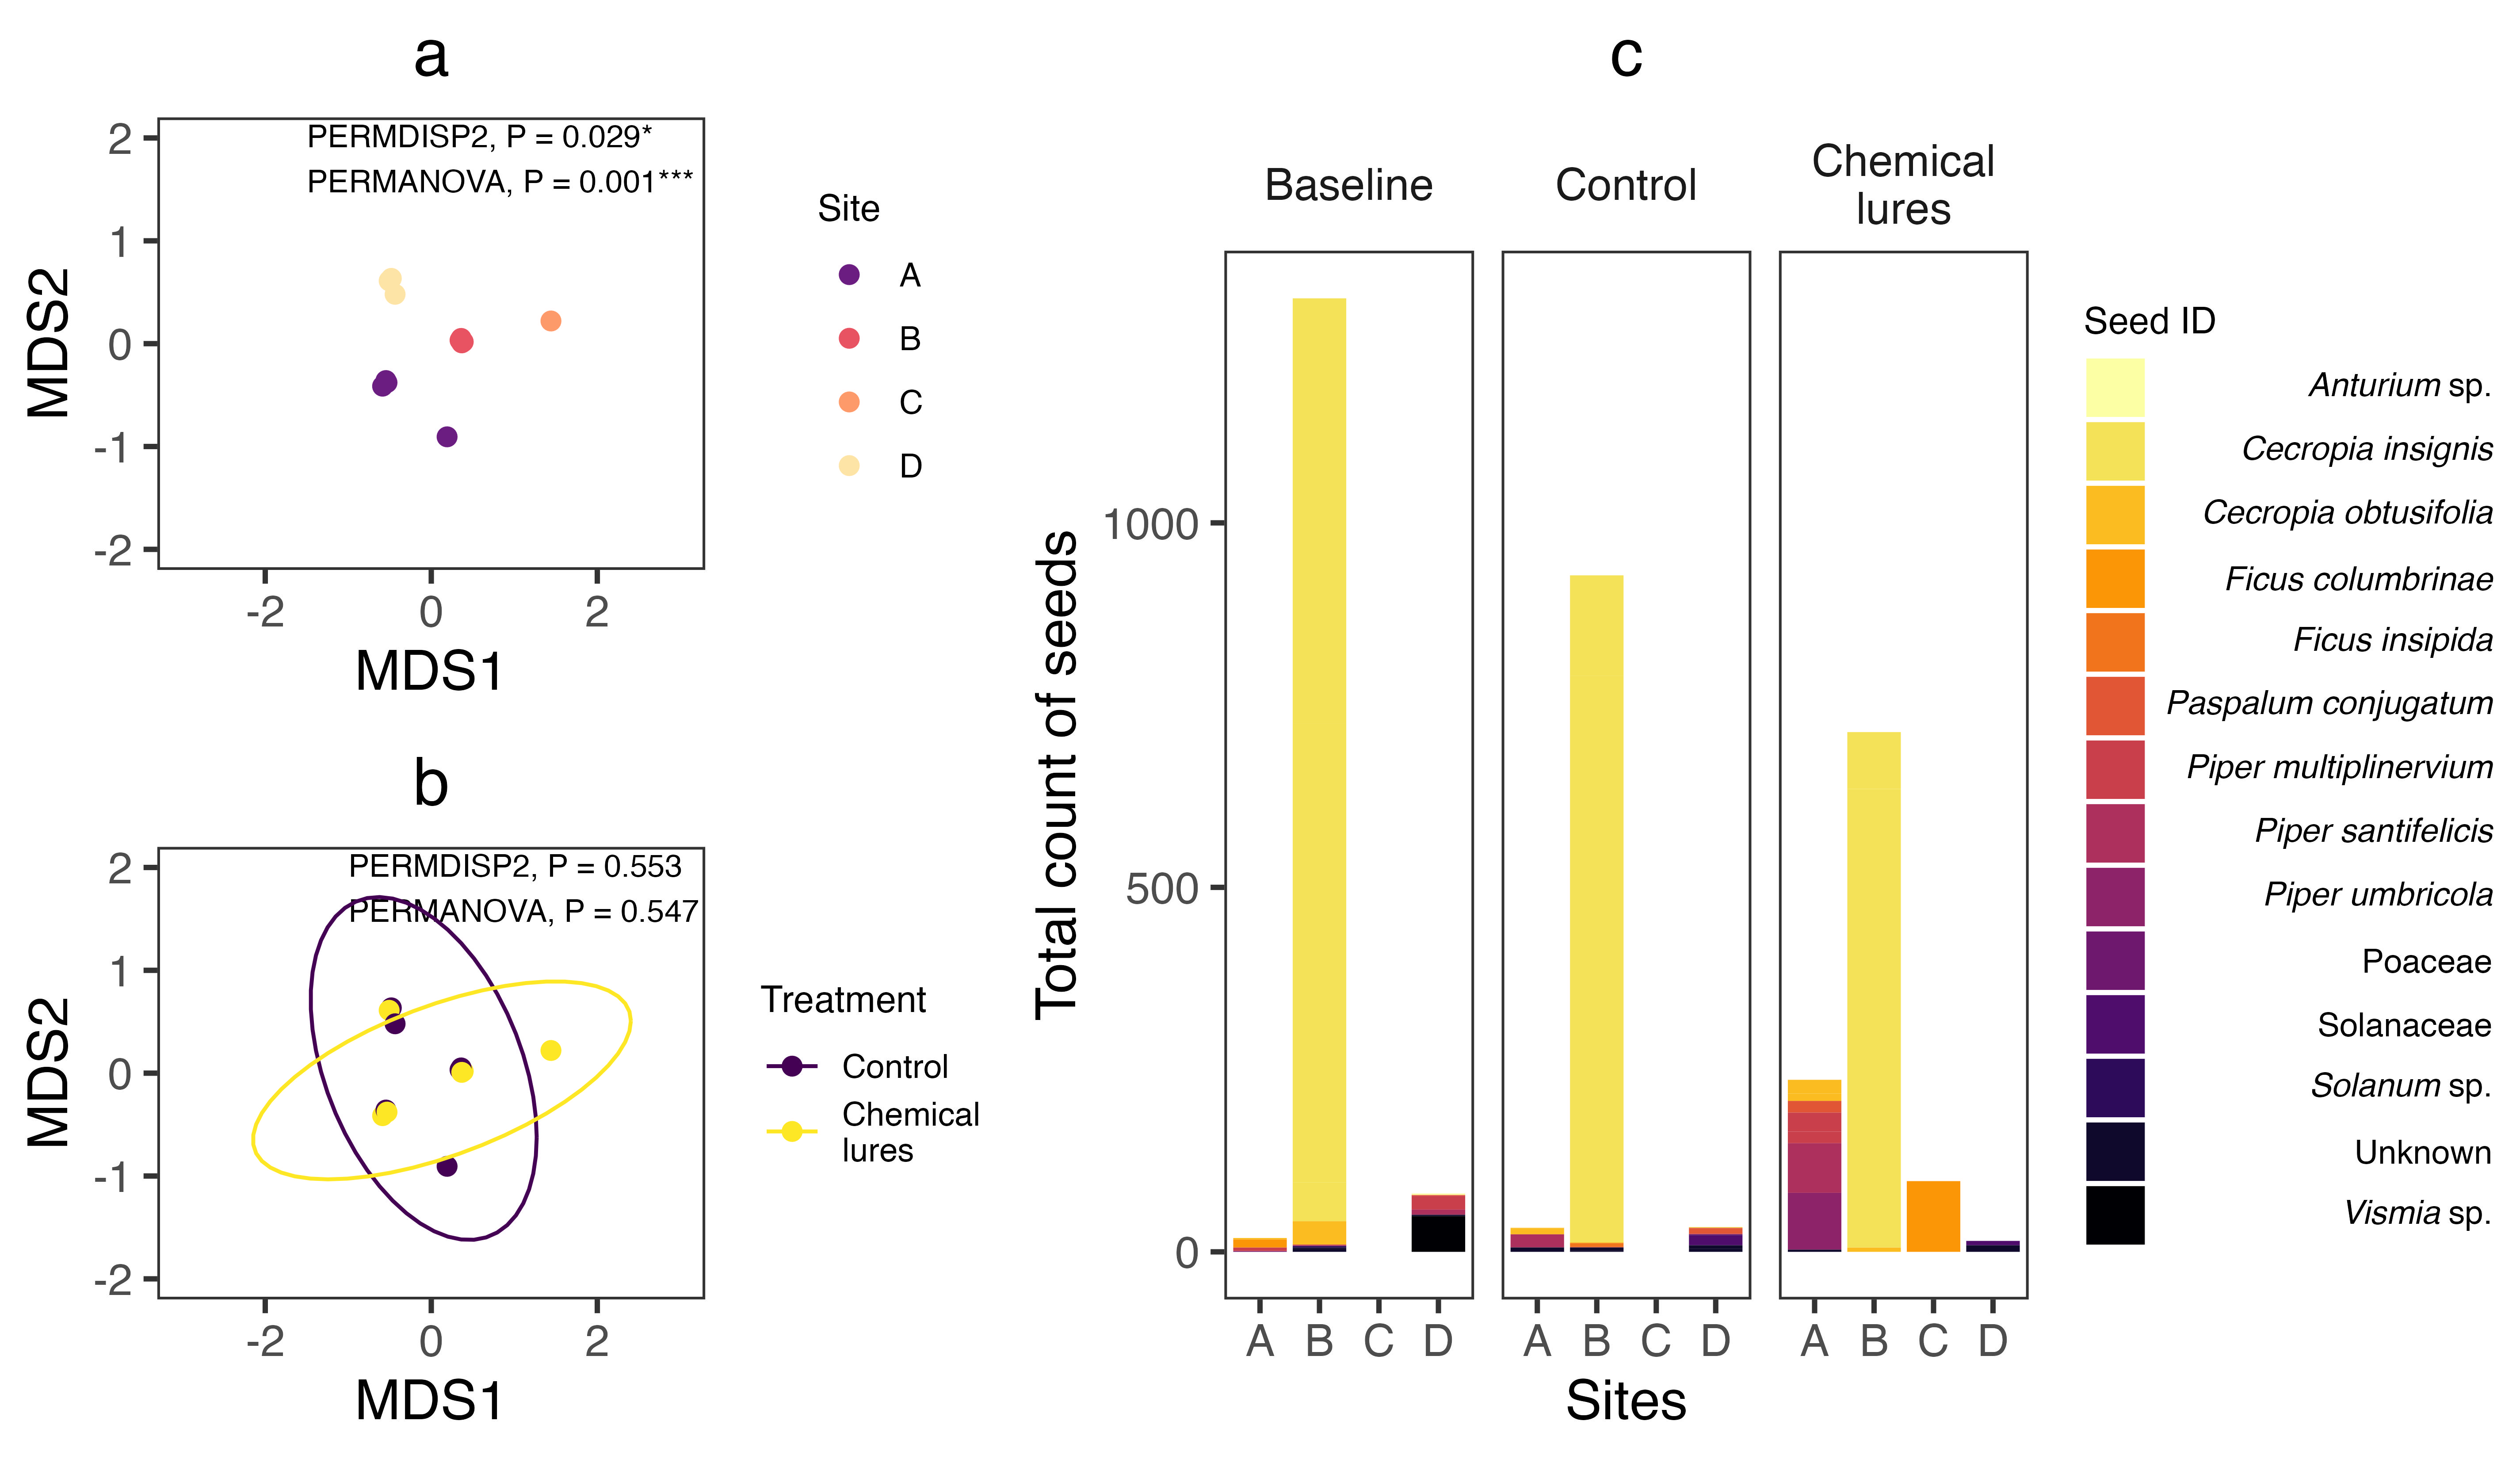 a
PERMDISP2, P = 0.029*
PERMANOVA, P = 0.001***
2
1
0
-1
-2
MDS2
-2 0 2
MDS1
Site
A
B
C
D
b
PERMDISP2, P = 0.553
PERMANOVA, P = 0.547
2
1
0
-1
-2
MDS2
-2 0 2
MDS1
Treatment
Control
Chemical
lures
c
Baseline
Control
Chemical
lures
Total count of seeds
1000
500
0
A B C D
A B C D
A B C D
Sites
Seed ID
Anturium sp.
Cecropia insignis
Cecropia obtusifolia
Ficus columbrinae
Ficus insipida
Paspalum conjugatum
Piper multiplinervium
Piper santifelicis
Piper umbricola
Poaceae
Solanaceae
Solanum sp.
Unknown
Vismia sp.